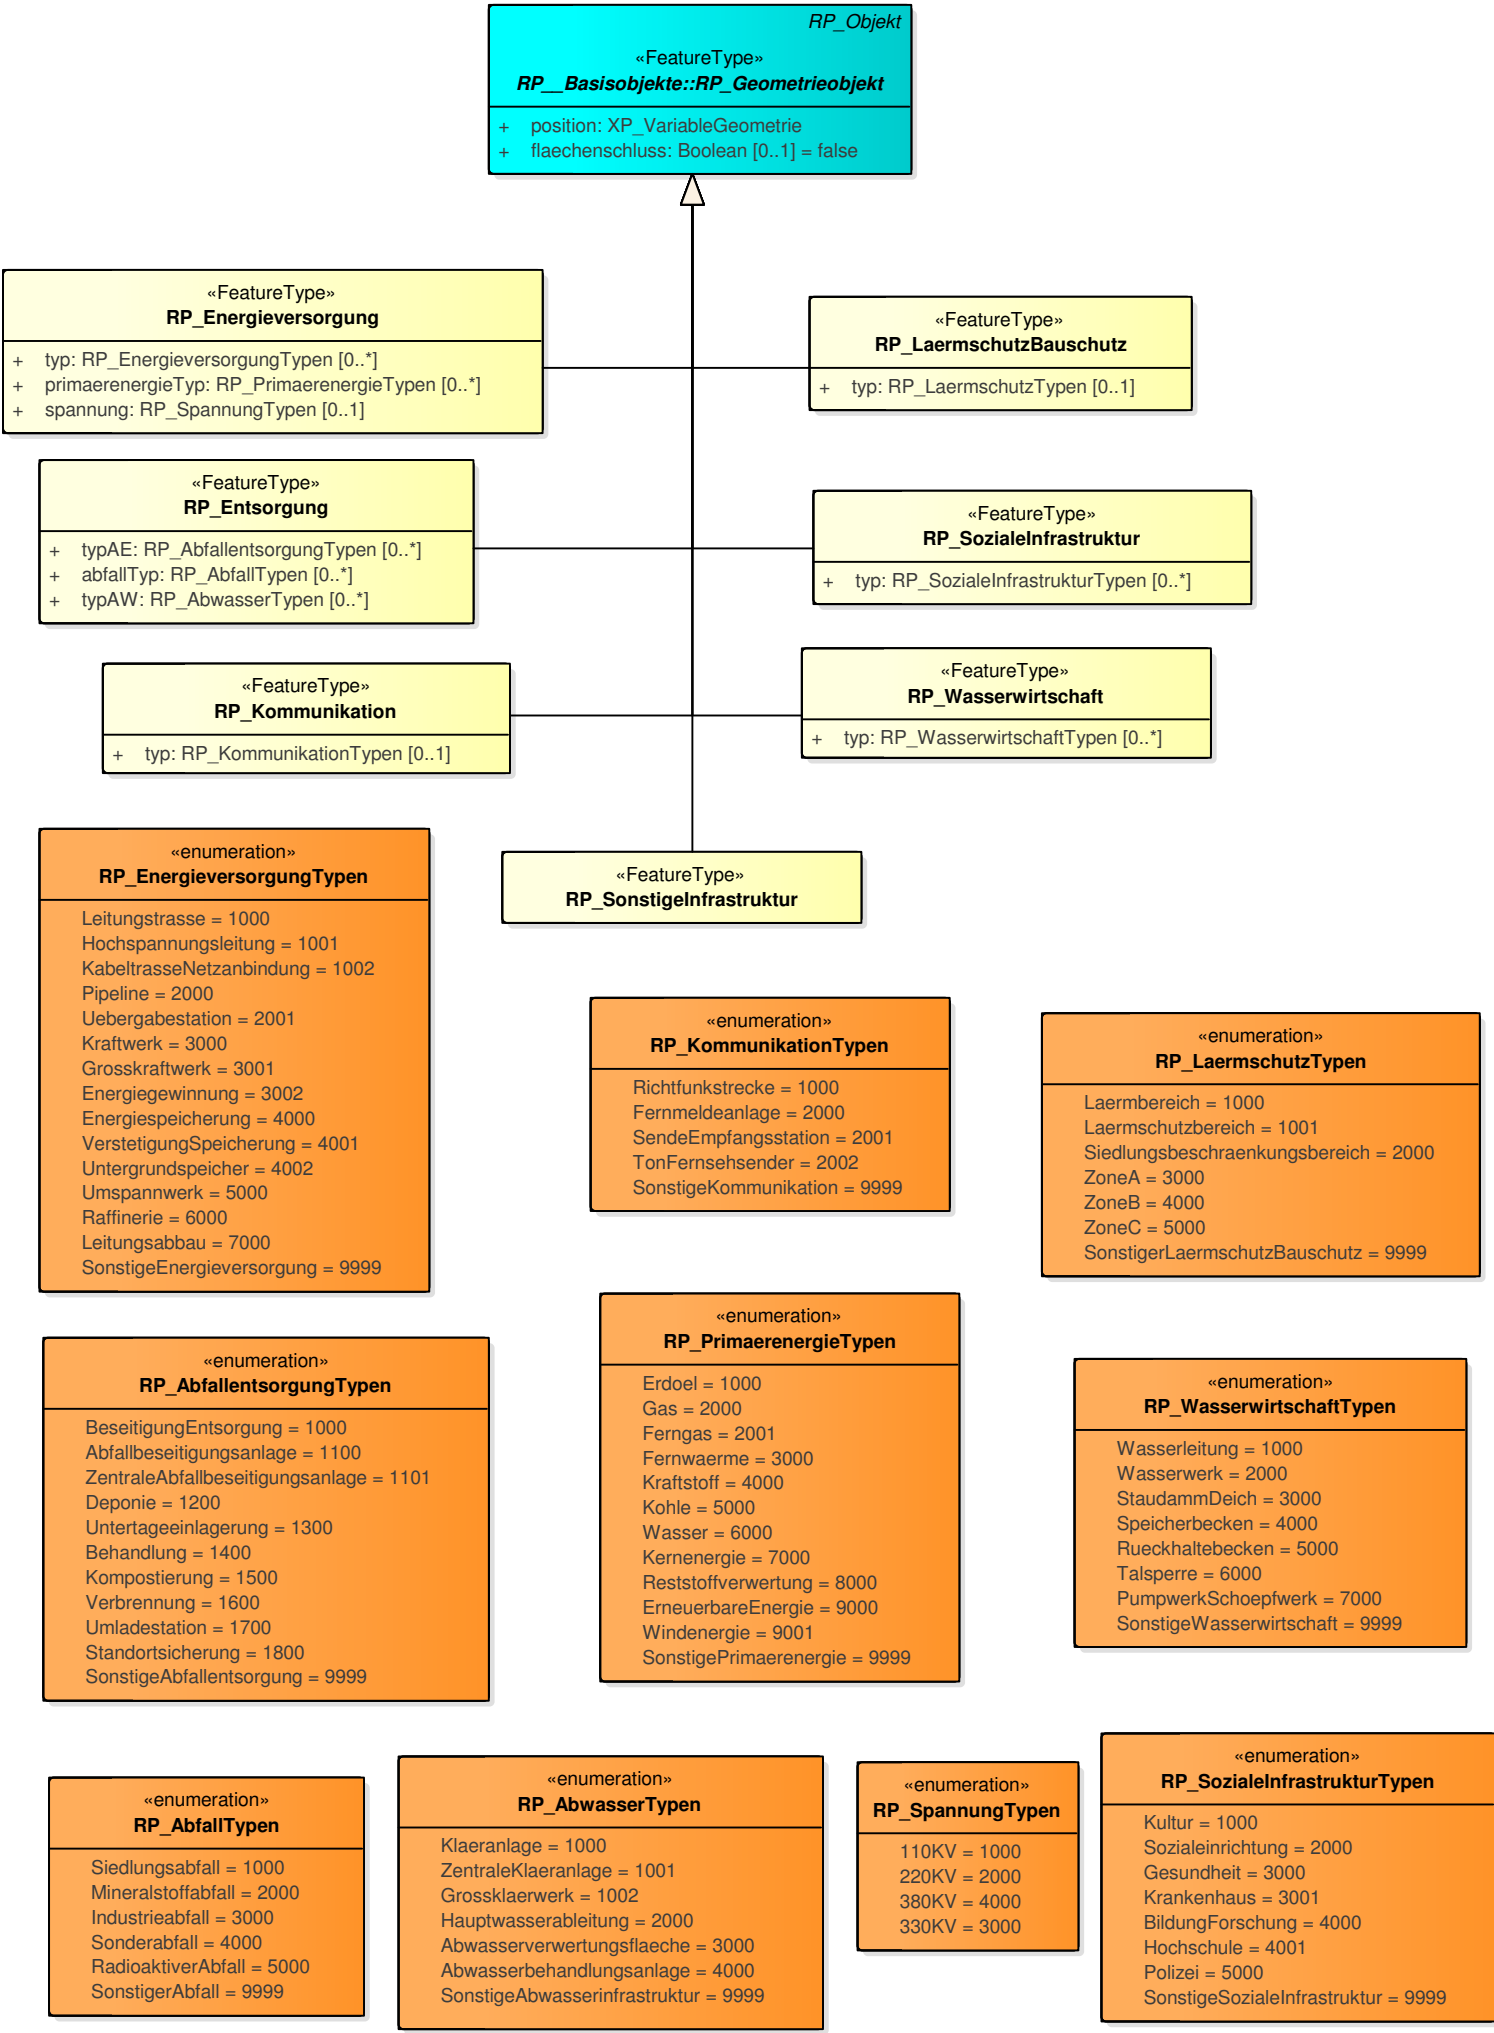 RP_Objekt
«FeatureType»
RP__Basisobjekte::RP_Geometrieobjekt
+ position: XP_VariableGeometrie
+ flaechenschluss: Boolean [0..1] = false
«FeatureType»
RP_Energieversorgung
+ typ: RP_EnergieversorgungTypen [0..*]
+ primaerenergieTyp: RP_PrimaerenergieTypen [0..*]
+ spannung: RP_SpannungTypen [0..1]
«FeatureType»
RP_LaermschutzBauschutz
+ typ: RP_LaermschutzTypen [0..1]
«FeatureType»
RP_Entsorgung
+ typAE: RP_AbfallentsorgungTypen [0..*]
+ abfallTyp: RP_AbfallTypen [0..*]
+ typAW: RP_AbwasserTypen [0..*]
«FeatureType»
RP_SozialeInfrastruktur
+ typ: RP_SozialeInfrastrukturTypen [0..*]
«FeatureType»
RP_Kommunikation
+ typ: RP_KommunikationTypen [0..1]
«FeatureType»
RP_Wasserwirtschaft
+ typ: RP_WasserwirtschaftTypen [0..*]
«enumeration»
RP_EnergieversorgungTypen
Leitungstrasse = 1000
Hochspannungsleitung = 1001
KabeltrasseNetzanbindung = 1002
Pipeline = 2000
Uebergabestation = 2001
Kraftwerk = 3000
Grosskraftwerk = 3001
Energiegewinnung = 3002
Energiespeicherung = 4000
VerstetigungSpeicherung = 4001
Untergrundspeicher = 4002
Umspannwerk = 5000
Raffinerie = 6000
Leitungsabbau = 7000
SonstigeEnergieversorgung = 9999
«FeatureType»
RP_SonstigeInfrastruktur
«enumeration»
RP_KommunikationTypen
Richtfunkstrecke = 1000
Fernmeldeanlage = 2000
SendeEmpfangsstation = 2001
TonFernsehsender = 2002
SonstigeKommunikation = 9999
«enumeration»
RP_LaermschutzTypen
Laermbereich = 1000
Laermschutzbereich = 1001
Siedlungsbeschraenkungsbereich = 2000
ZoneA = 3000
ZoneB = 4000
ZoneC = 5000
SonstigerLaermschutzBauschutz = 9999
«enumeration»
RP_AbfallentsorgungTypen
BeseitigungEntsorgung = 1000
Abfallbeseitigungsanlage = 1100
ZentraleAbfallbeseitigungsanlage = 1101
Deponie = 1200
Untertageeinlagerung = 1300
Behandlung = 1400
Kompostierung = 1500
Verbrennung = 1600
Umladestation = 1700
Standortsicherung = 1800
SonstigeAbfallentsorgung = 9999
«enumeration»
RP_PrimaerenergieTypen
Erdoel = 1000
Gas = 2000
Ferngas = 2001
Fernwaerme = 3000
Kraftstoff = 4000
Kohle = 5000
Wasser = 6000
Kernenergie = 7000
Reststoffverwertung = 8000
ErneuerbareEnergie = 9000
Windenergie = 9001
SonstigePrimaerenergie = 9999
«enumeration»
RP_WasserwirtschaftTypen
Wasserleitung = 1000
Wasserwerk = 2000
StaudammDeich = 3000
Speicherbecken = 4000
Rueckhaltebecken = 5000
Talsperre = 6000
PumpwerkSchoepfwerk = 7000
SonstigeWasserwirtschaft = 9999
«enumeration»
RP_AbfallTypen
Siedlungsabfall = 1000
Mineralstoffabfall = 2000
Industrieabfall = 3000
Sonderabfall = 4000
RadioaktiverAbfall = 5000
SonstigerAbfall = 9999
«enumeration»
RP_AbwasserTypen
Klaeranlage = 1000
ZentraleKlaeranlage = 1001
Grossklaerwerk = 1002
Hauptwasserableitung = 2000
Abwasserverwertungsflaeche = 3000
Abwasserbehandlungsanlage = 4000
SonstigeAbwasserinfrastruktur = 9999
«enumeration»
RP_SpannungTypen
110KV = 1000
220KV = 2000
380KV = 4000
330KV = 3000
«enumeration»
RP_SozialeInfrastrukturTypen
Kultur = 1000
Sozialeinrichtung = 2000
Gesundheit = 3000
Krankenhaus = 3001
BildungForschung = 4000
Hochschule = 4001
Polizei = 5000
SonstigeSozialeInfrastruktur = 9999